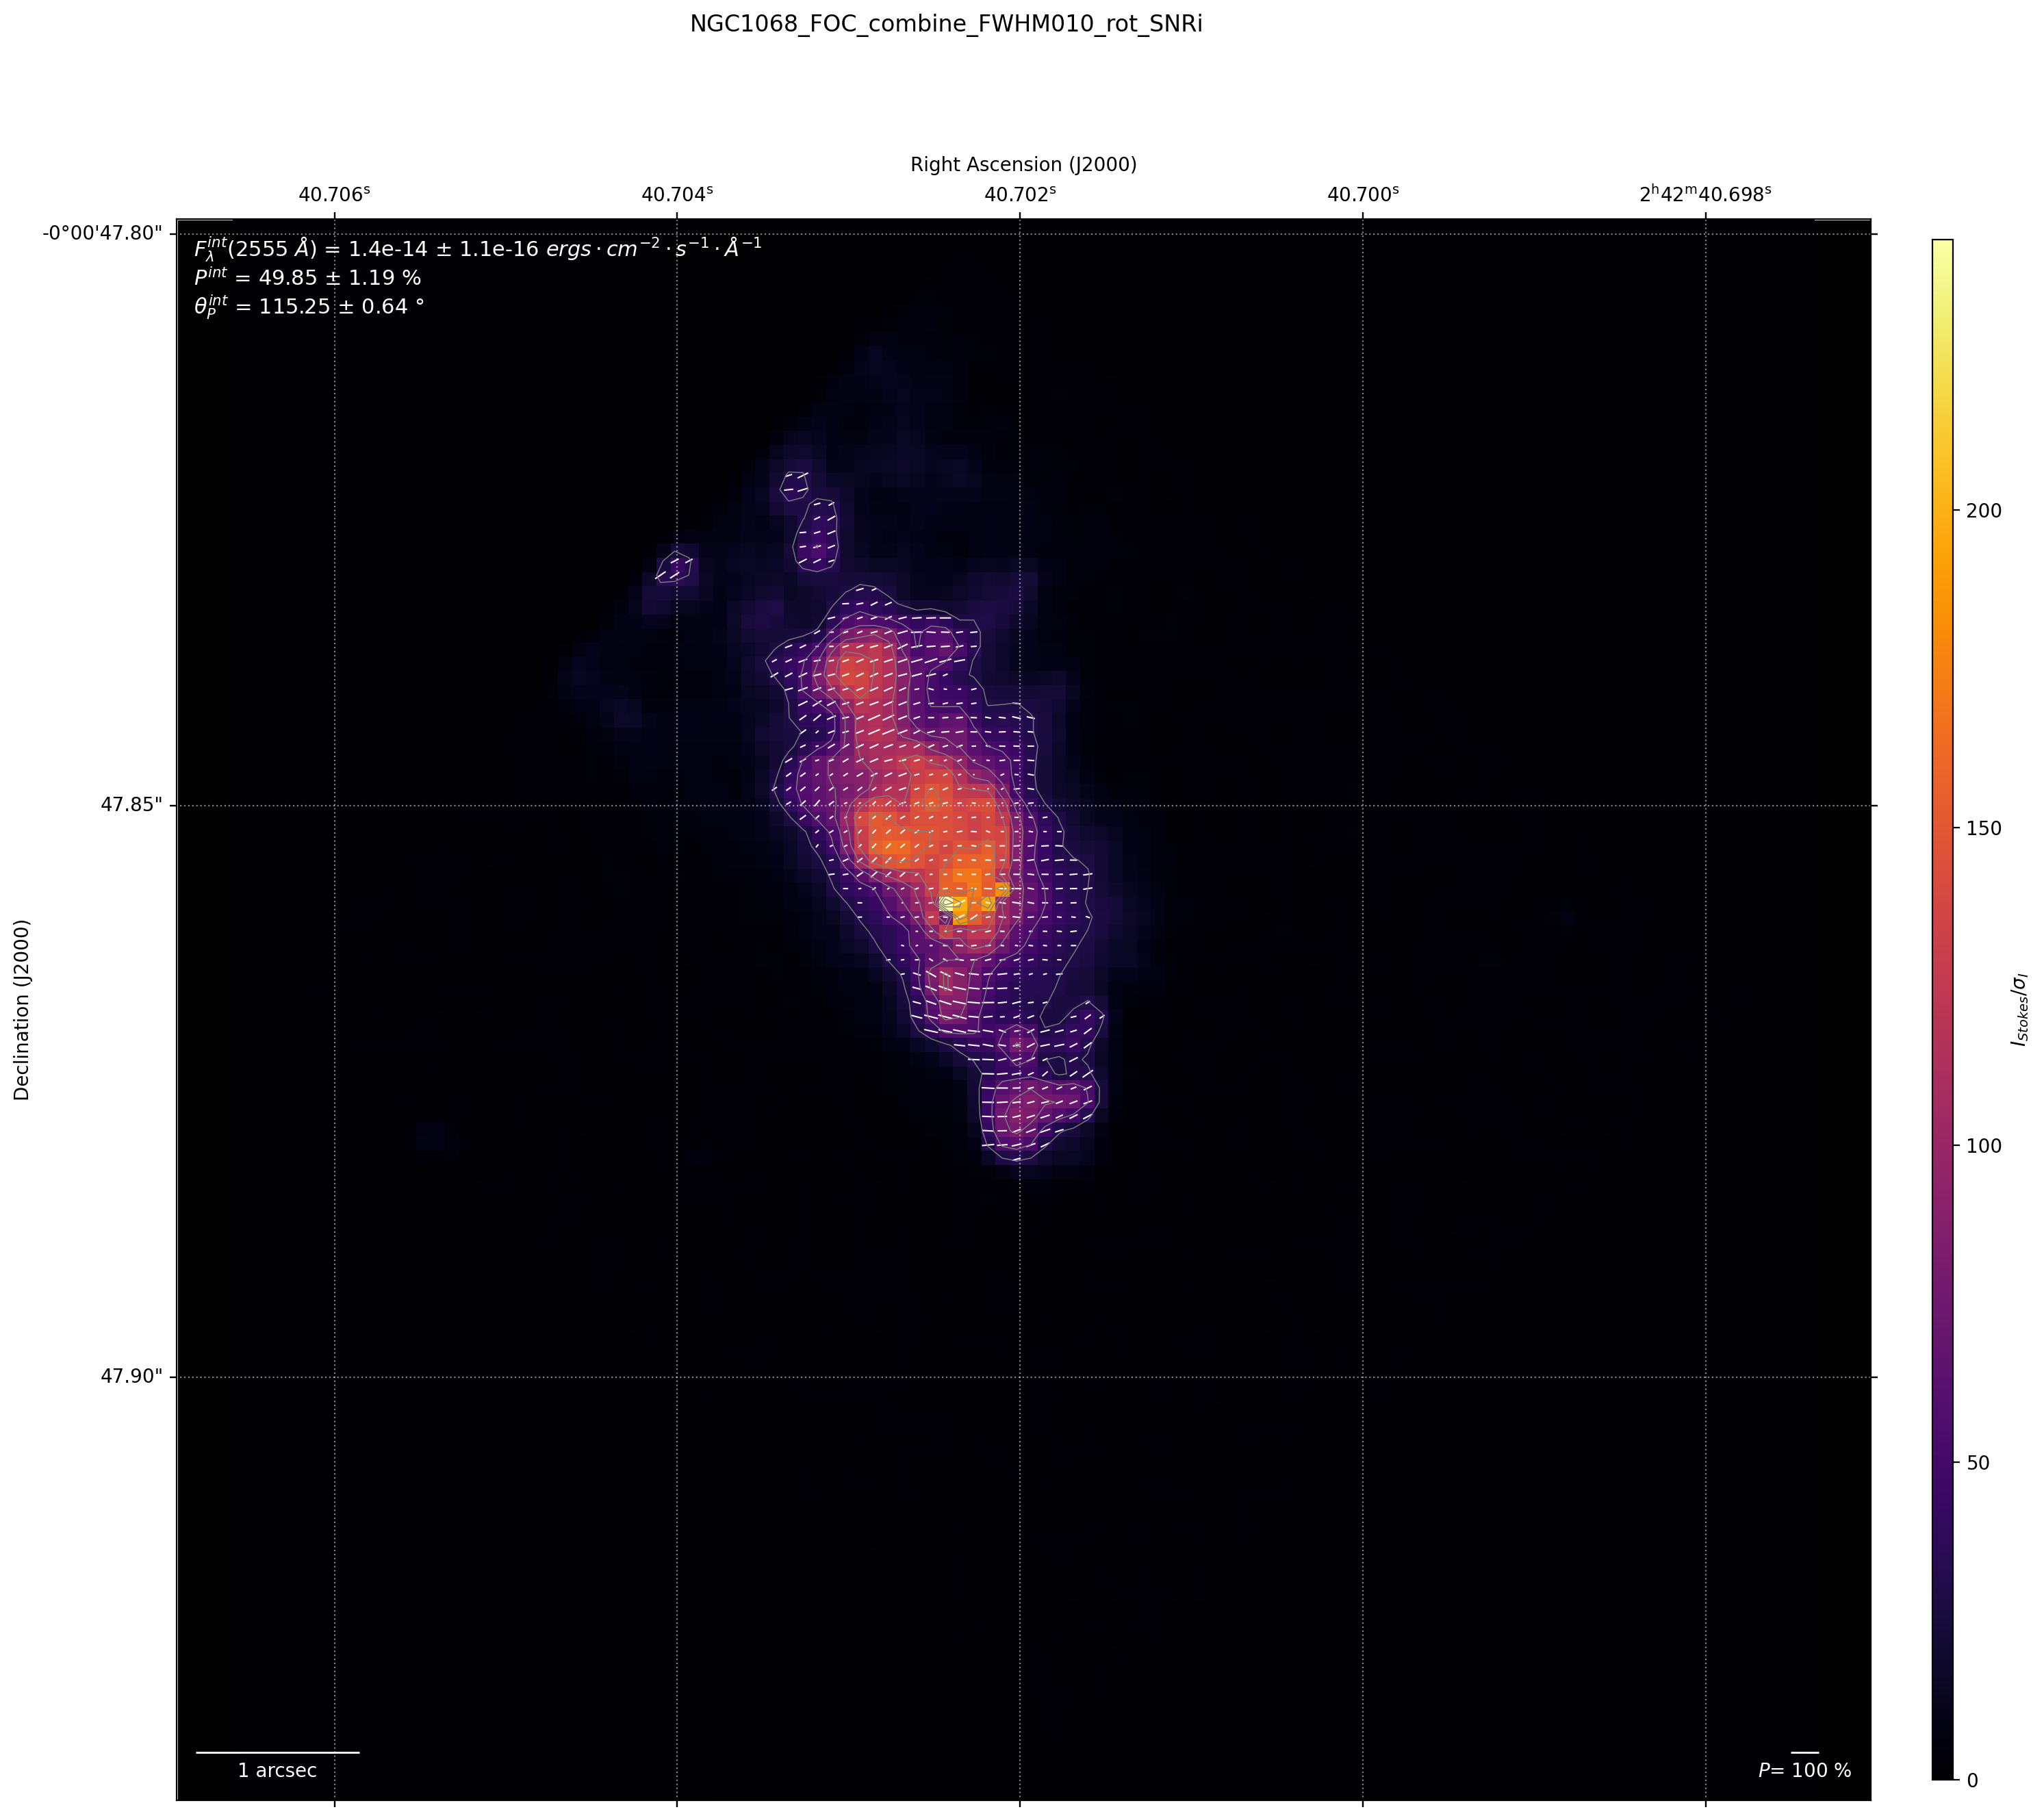 NGC1068_FOC_combine_FWHM010_rot_SNRi
Right Ascension (J2000)
40.706ˢ 40.704ˢ 40.702ˢ 40.700ˢ 2ʰ42ᵐ40.698ˢ
-0°00'47.80"
47.85"
47.90"
Declination (J2000)
F_λ^int(2555 Å) = 1.4e-14 ± 1.1e-16 ergs · cm⁻² · s⁻¹ · Å⁻¹
P^int = 49.85 ± 1.19 %
θ_P^int = 115.25 ± 0.64 °
1 arcsec
P= 100 %
200
150
100
50
0
I_Stokes/σ_I